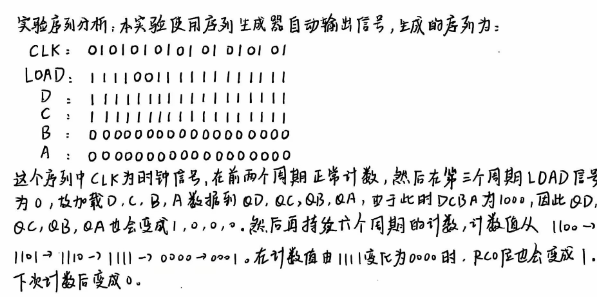 实验序列分析:本实验使用序列生成器自动输出信号,生成的序列为:
CLK: 010101010101010101
LOAD: 111100111111111111
D : 111111111111111111
C : 111111111111111111
B : 000000000000000000
A : 000000000000000000
这个序列中CLK为时钟信号,在前两个周期正常计数,然后在第三个周期LOAD信号
为0,故加载D,C,B,A数据到QD,QC,QB,QA,由于此时DCBA为1000,因此QD,
QC,QB,QA也会变成1,0,0,0.然后再持续六个周期的计数,计数值从 1100→
1101→1110→1111→0000→0001。在计数值由1111变化为0000时,RCO位也会变成1.
下次计数后变成0。